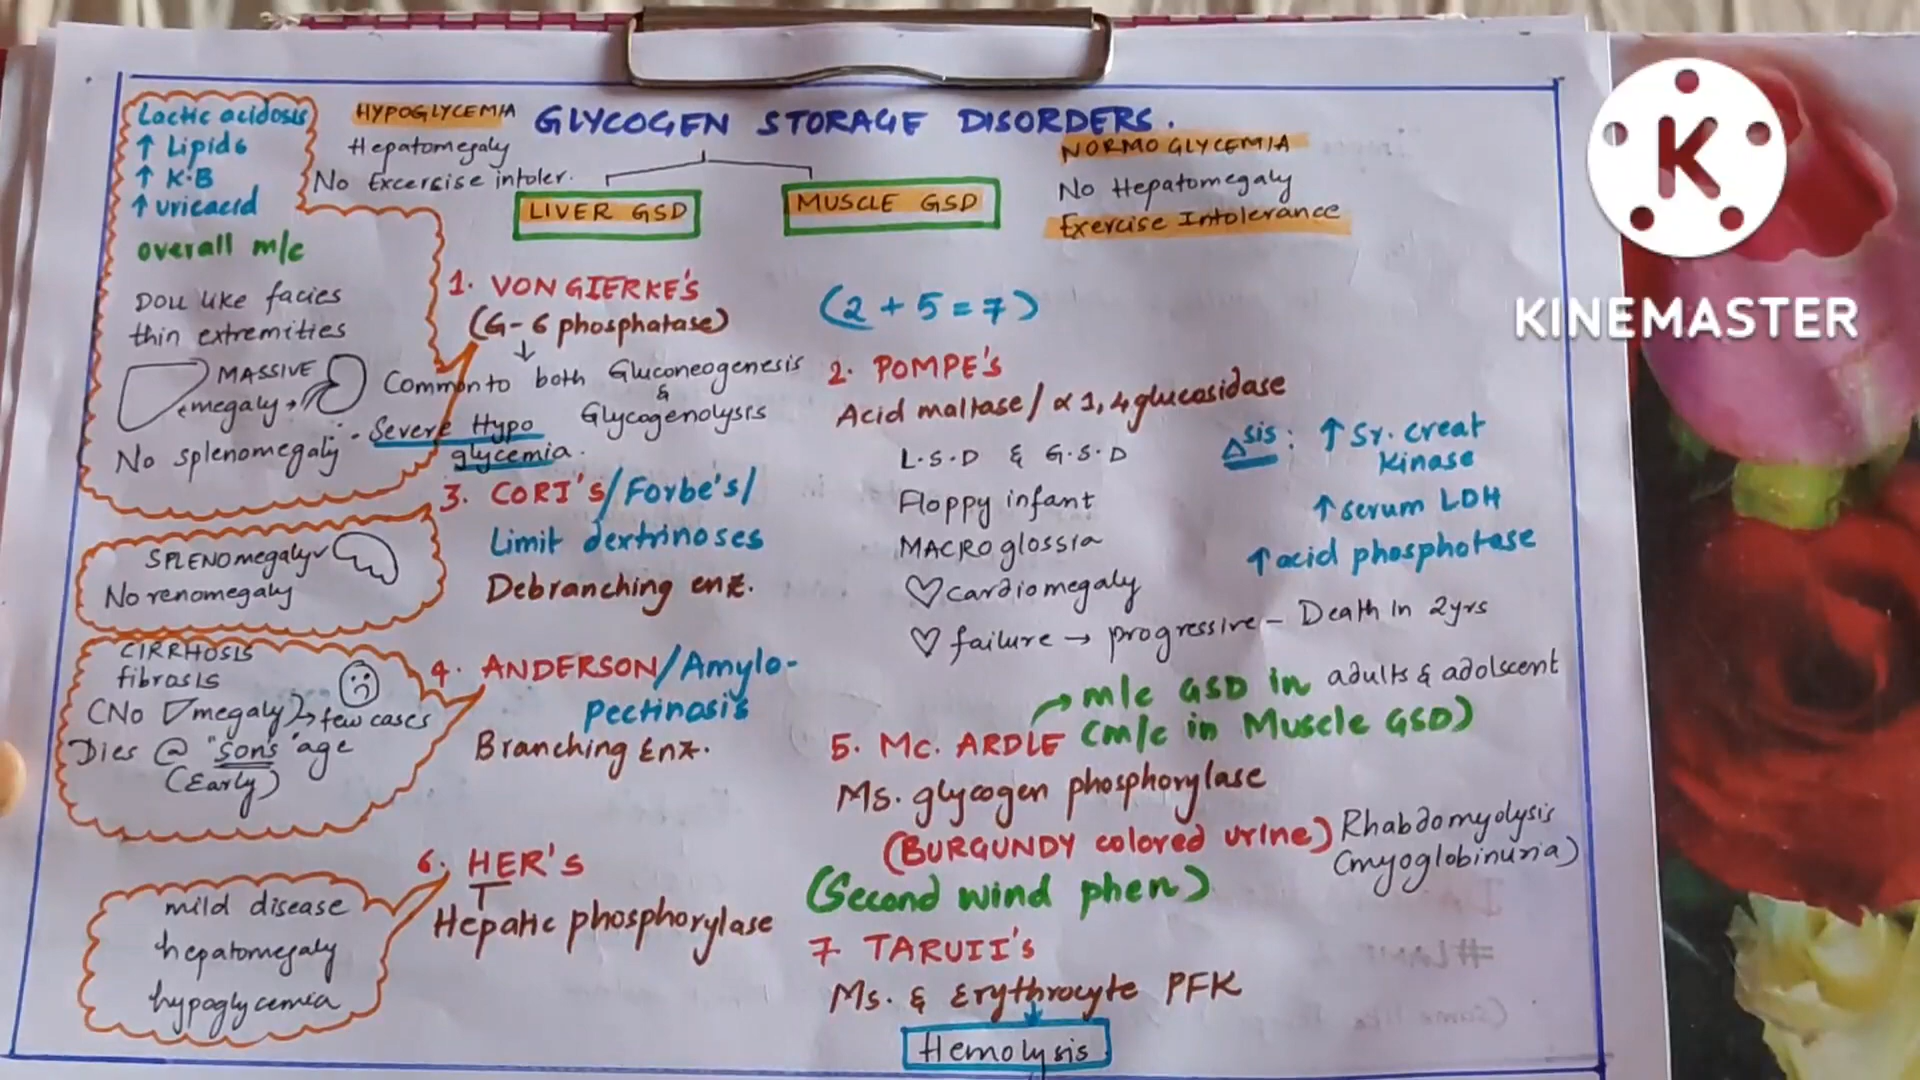 GLYCOGEN STORAGE DISORDERS.
HYPOGLYCEMIA
Hepatomegaly
No Excersise intoler.
LIVER GSD
MUSCLE GSD
NORMOGLYCEMIA
No Hepatomegaly
Exercise Intolerance
Lactic acidosis
↑ Lipids
↑ K.B
↑ uricacid
overall m/c
Doll like facies
thin extremities
MASSIVE
megaly →
No splenomegaly
1. VON GIERKE'S
(G-6 phosphatase)
↓
Common to both Gluconeogenesis
&
Glycogenolysis
Severe Hypo
glycemia.
3. CORI'S/Forbe's/
Limit dextrinoses
Debranching enz.
SPLENOmegaly✓
No renomegaly
4. ANDERSON/Amylo-
Pectinosis
Branching Enz.
CIRRHOSIS
fibrosis
(No megaly)→ few cases
Dies @ "sons" age
(Early)
6. HER'S
Hepatic phosphorylase
mild disease
hepatomegaly
hypoglycemia
(2 + 5 = 7)
2. POMPE'S
Acid maltase/ α 1,4 glucosidase
L.S.D & G.S.D
Floppy infant
MACROglossia
♡ cardiomegaly
♡ failure → progressive - Death in 2yrs
Δsis: ↑ Sr. creat
Kinase
↑ serum LDH
↑ acid phosphotase
→ m/c GSD in adults & adolscent
5. Mc. ARDLE (m/c in Muscle GSD)
Ms. glycogen phosphorylase
(BURGUNDY colored urine) Rhabdomyolysis
(myoglobinuria)
(Second wind phen)
7 TARUII's
Ms. & Erythrocyte PFK
↓
Hemolysis
K
KINEMASTER